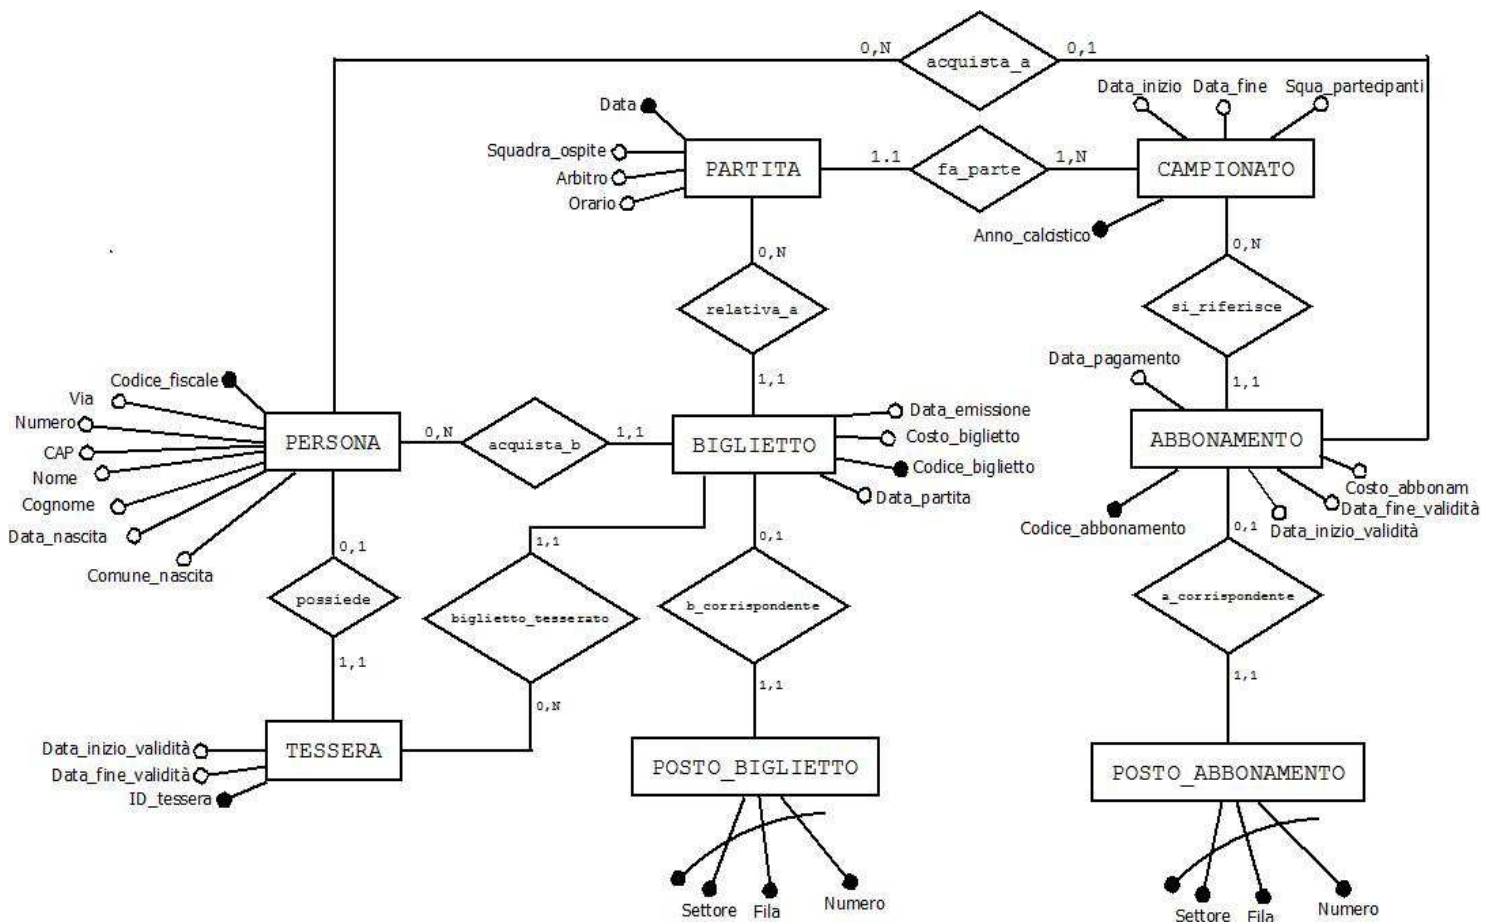 0,N
acquista_a
0,1
Data_inizio
Data_fine
Squa_partecipanti
Data
Squadra_ospite
Arbitro
Orario
PARTITA
1.1
fa_parte
1,N
CAMPIONATO
Anno_calcistico
0,N
relativa_a
1,1
0,N
si_riferisce
1,1
Data_pagamento
Codice_fiscale
Via
Numero
CAP
Nome
Cognome
Data_nascita
Comune_nascita
PERSONA
0,N
acquista_b
1,1
BIGLIETTO
Data_emissione
Costo_biglietto
Codice_biglietto
Data_partita
ABBONAMENTO
Costo_abbonam
Data_fine_validità
Data_inizio_validità
Codice_abbonamento
0,1
possiede
1,1
1,1
biglietto_tesserato
0,N
0,1
b_corrispondente
1,1
0,1
a_corrispondente
1,1
TESSERA
Data_inizio_validità
Data_fine_validità
ID_tessera
POSTO_BIGLIETTO
Settore
Fila
Numero
POSTO_ABBONAMENTO
Settore
Fila
Numero